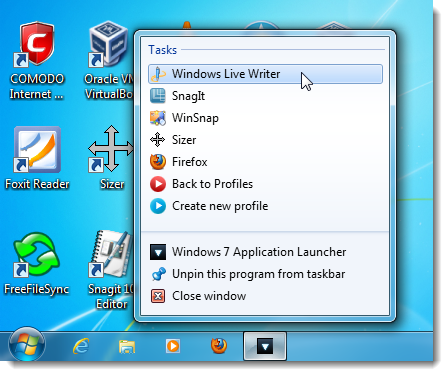 COMODO
Internet ...
Oracle VM
VirtualBo
Foxit Reader
Sizer
FreeFileSync
Snagit 10
Editor
Tasks
Windows Live Writer
SnagIt
WinSnap
Sizer
Firefox
Back to Profiles
Create new profile
Windows 7 Application Launcher
Unpin this program from taskbar
Close window